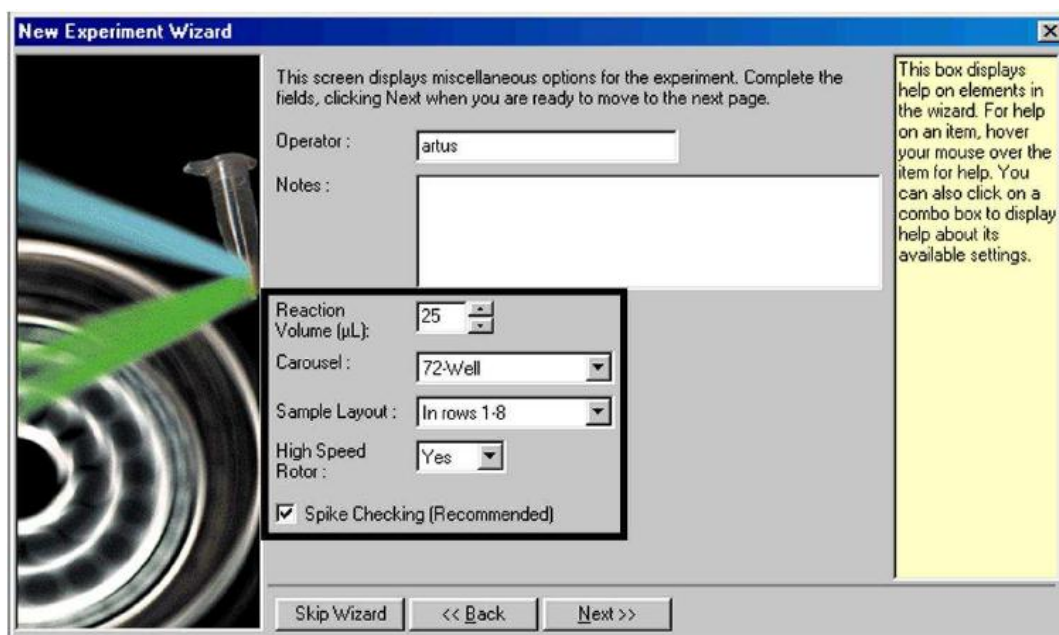 New Experiment Wizard
This screen displays miscellaneous options for the experiment. Complete the
fields, clicking Next when you are ready to move to the next page.
Operator :
artus
Notes :
Reaction
Volume (µL):
25
Carousel :
72-Well
Sample Layout :
In rows 1-8
High Speed
Rotor :
Yes
Spike Checking (Recommended)
Skip Wizard
<< Back
Next >>
This box displays
help on elements in
the wizard. For help
on an item, hover
your mouse over the
item for help. You
can also click on a
combo box to display
help about its
available settings.